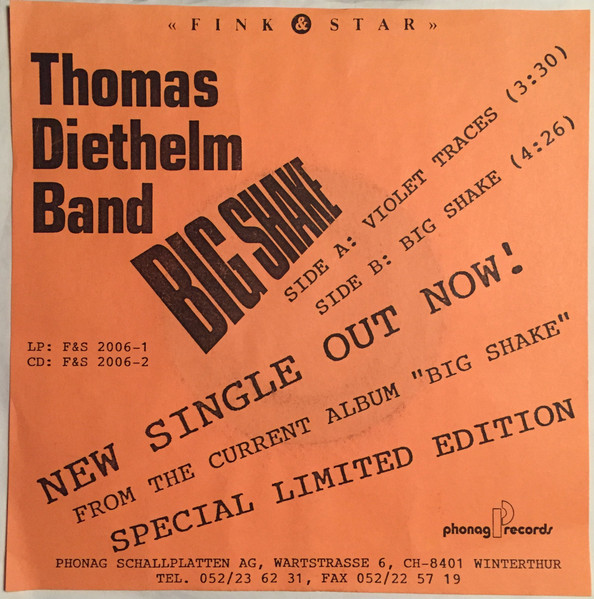 « FINK & STAR »
Thomas
Diethelm
Band
BIG SHAKE
SIDE A: VIOLET TRACES (3:30)
SIDE B: BIG SHAKE (4:26)
LP: F&S 2006-1
CD: F&S 2006-2
NEW SINGLE OUT NOW!
FROM THE CURRENT ALBUM "BIG SHAKE"
SPECIAL LIMITED EDITION
phonag records
PHONAG SCHALLPLATTEN AG, WARTSTRASSE 6, CH-8401 WINTERTHUR
TEL. 052/23 62 31, FAX 052/22 57 19